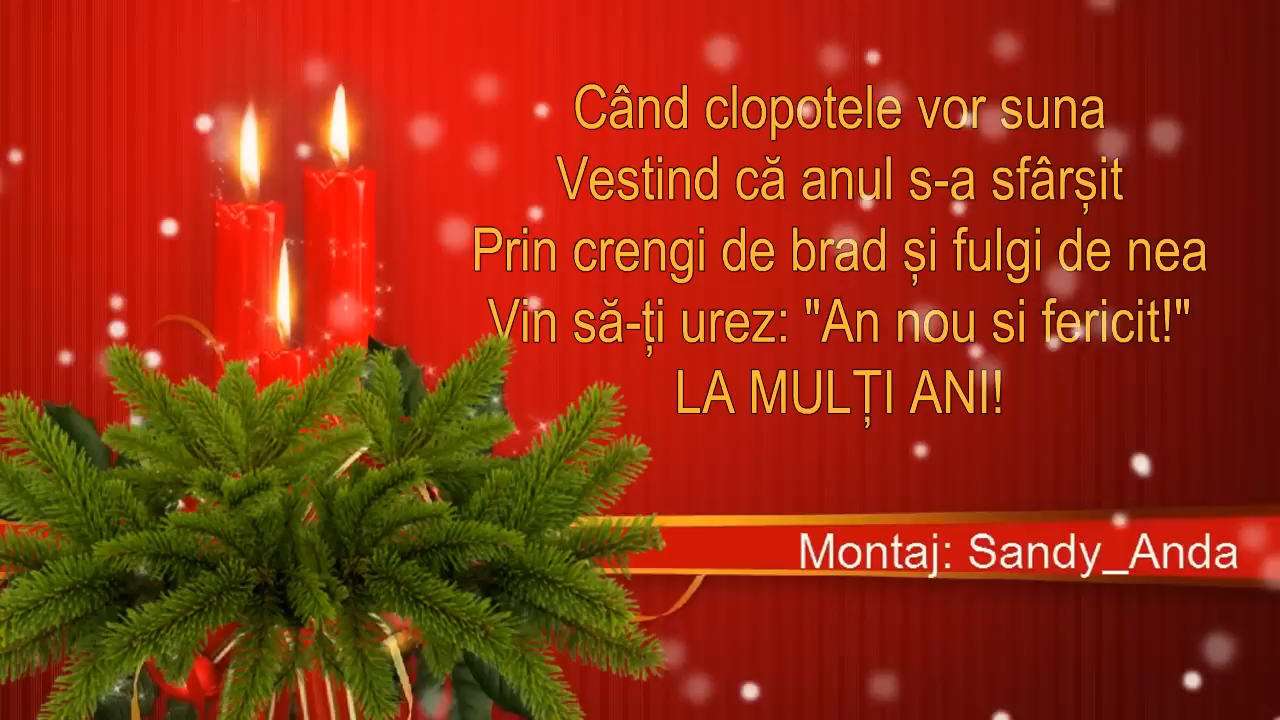 Când clopotele vor suna
Vestind că anul s-a sfârșit
Prin crengi de brad și fulgi de nea
Vin să-ți urez: "An nou si fericit!"
LA MULȚI ANI!
Montaj: Sandy_Anda